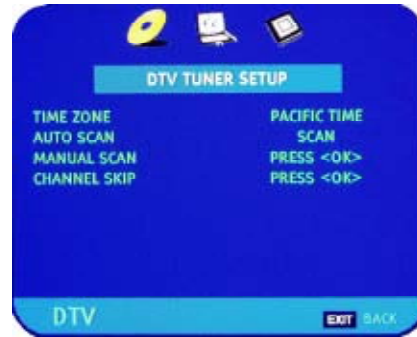 DTV TUNER SETUP
TIME ZONE PACIFIC TIME
AUTO SCAN SCAN
MANUAL SCAN PRESS <OK>
CHANNEL SKIP PRESS <OK>
DTV EXIT BACK